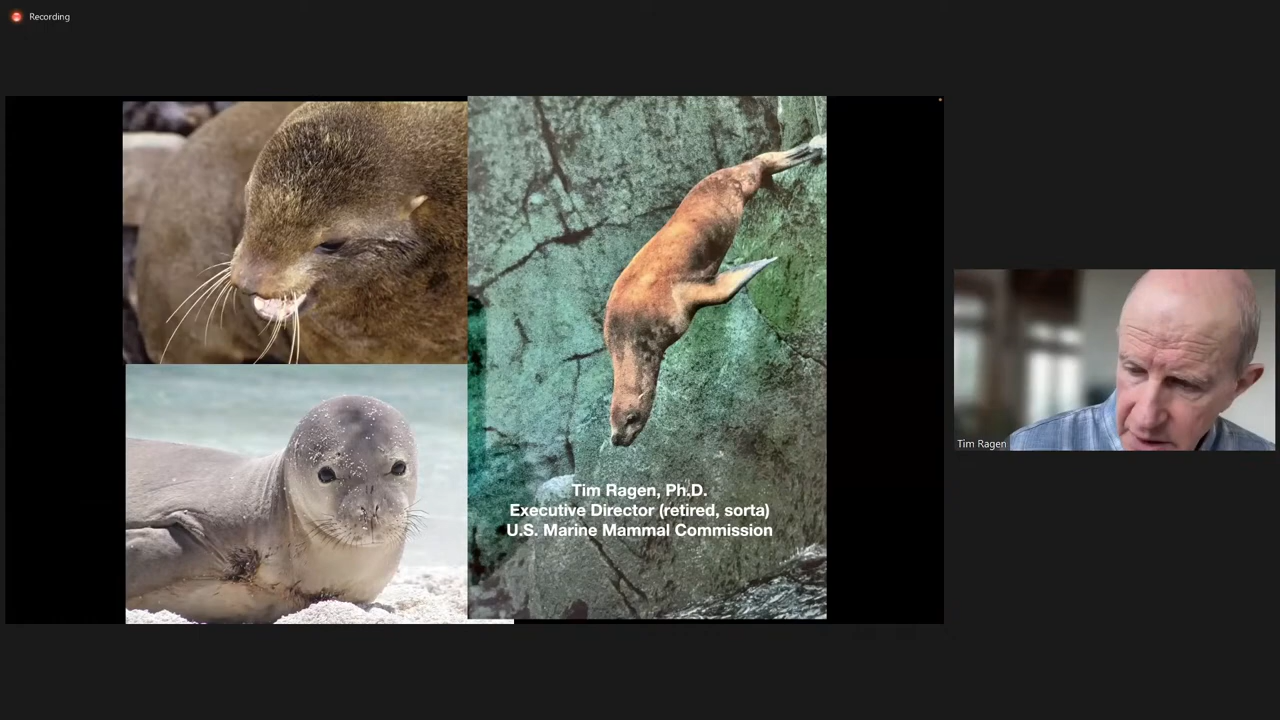 Recording
Tim Ragen, Ph.D.
Executive Director (retired, sorta)
U.S. Marine Mammal Commission
Tim Ragen